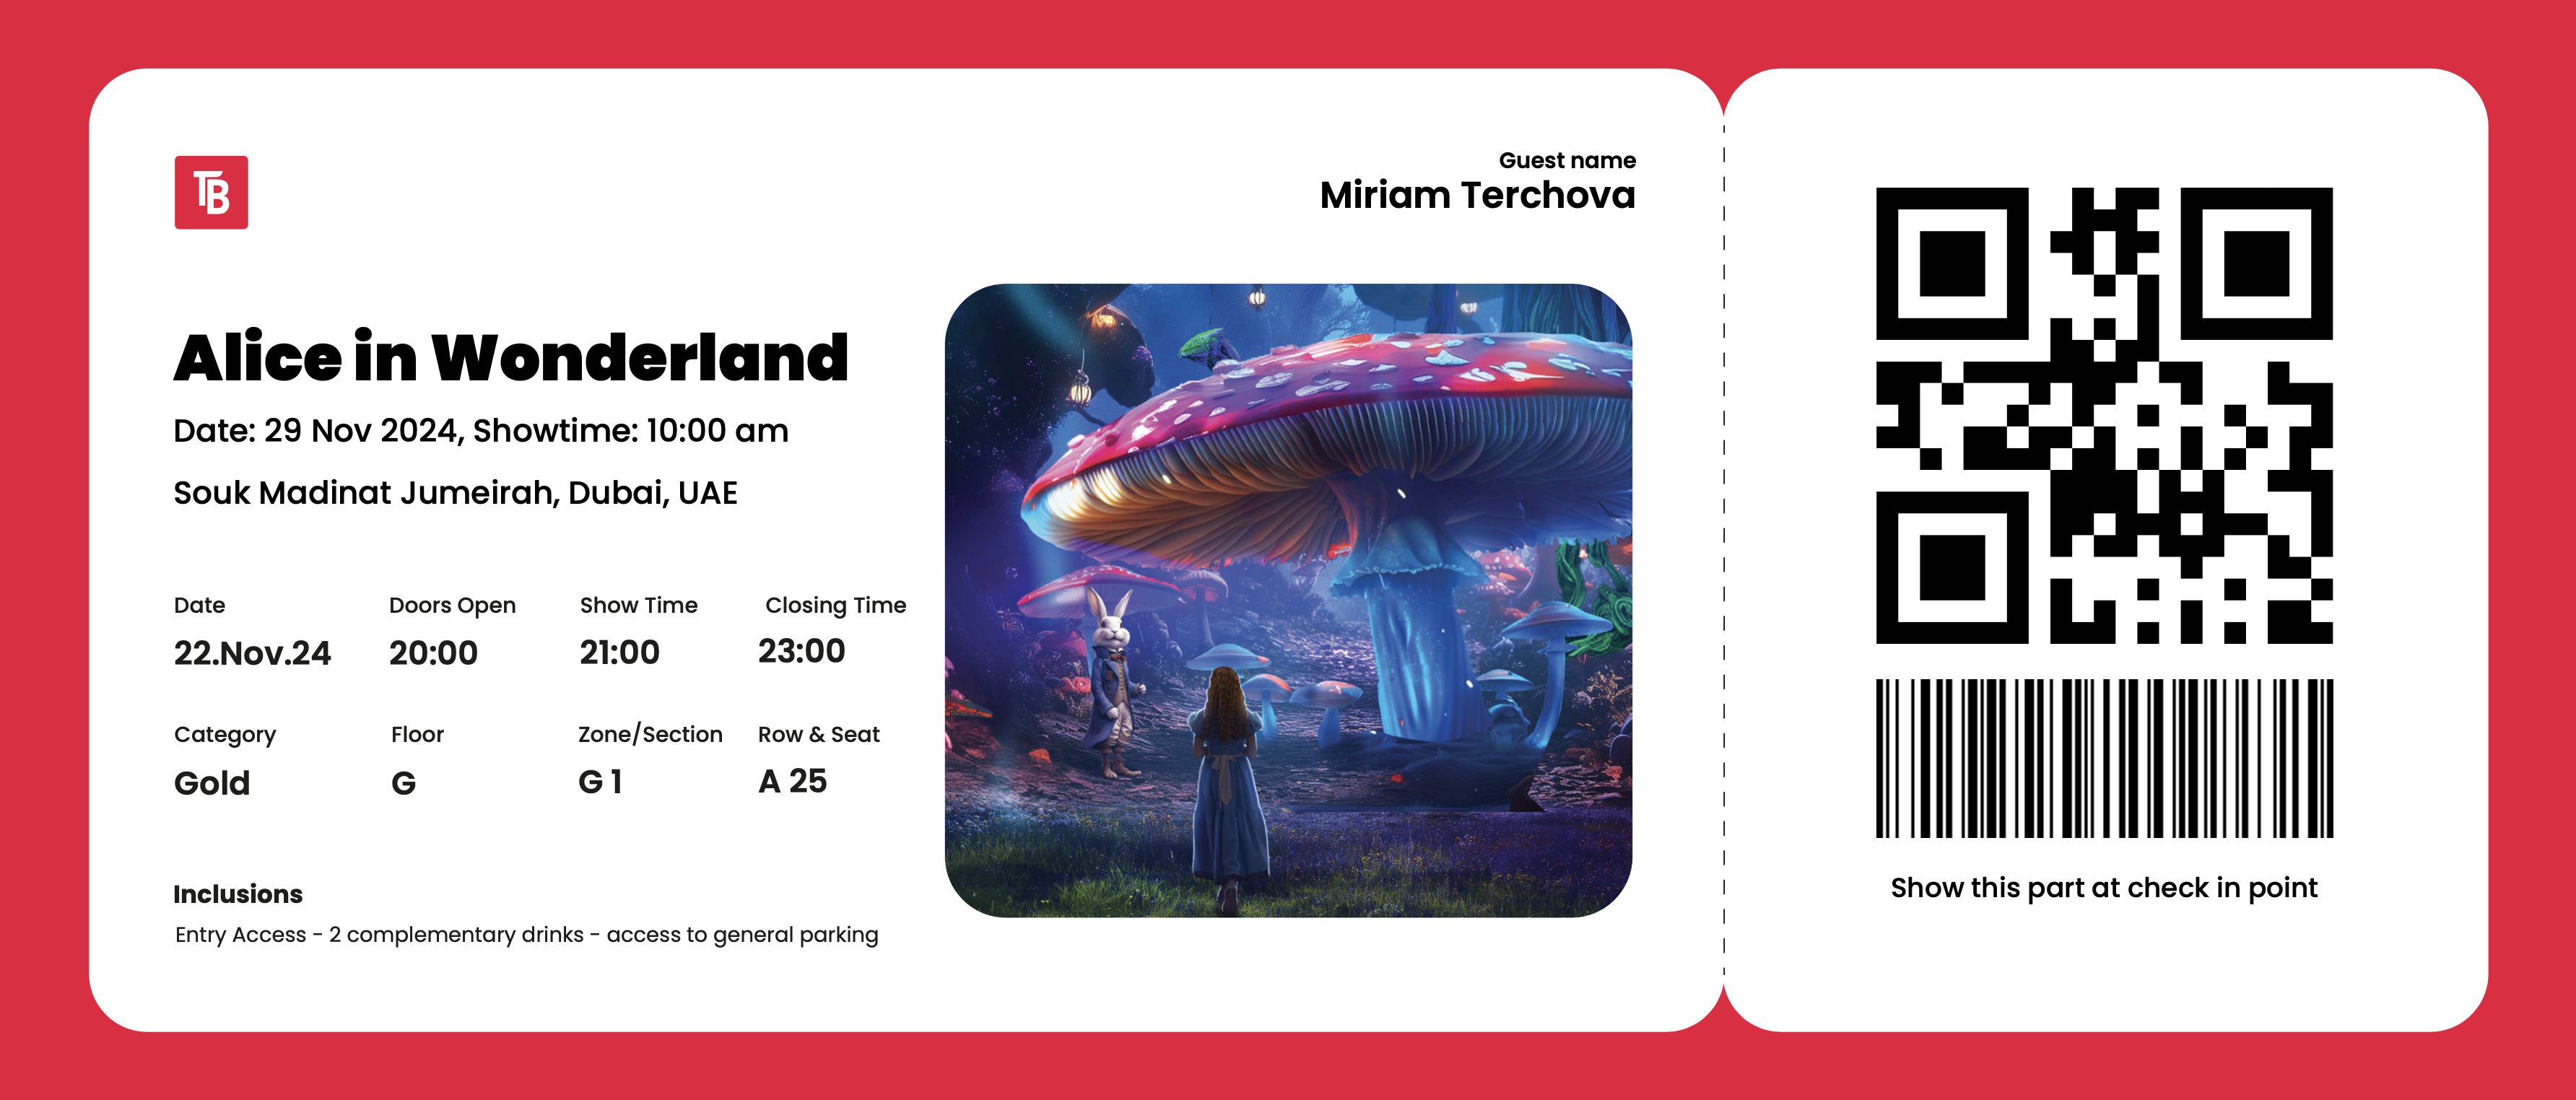 TB
Guest name
Miriam Terchova
Alice in Wonderland
Date: 29 Nov 2024, Showtime: 10:00 am
Souk Madinat Jumeirah, Dubai, UAE
Date Doors Open Show Time Closing Time
22.Nov.24 20:00 21:00 23:00
Category Floor Zone/Section Row & Seat
Gold G G 1 A 25
Inclusions
Entry Access - 2 complementary drinks - access to general parking
Show this part at check in point